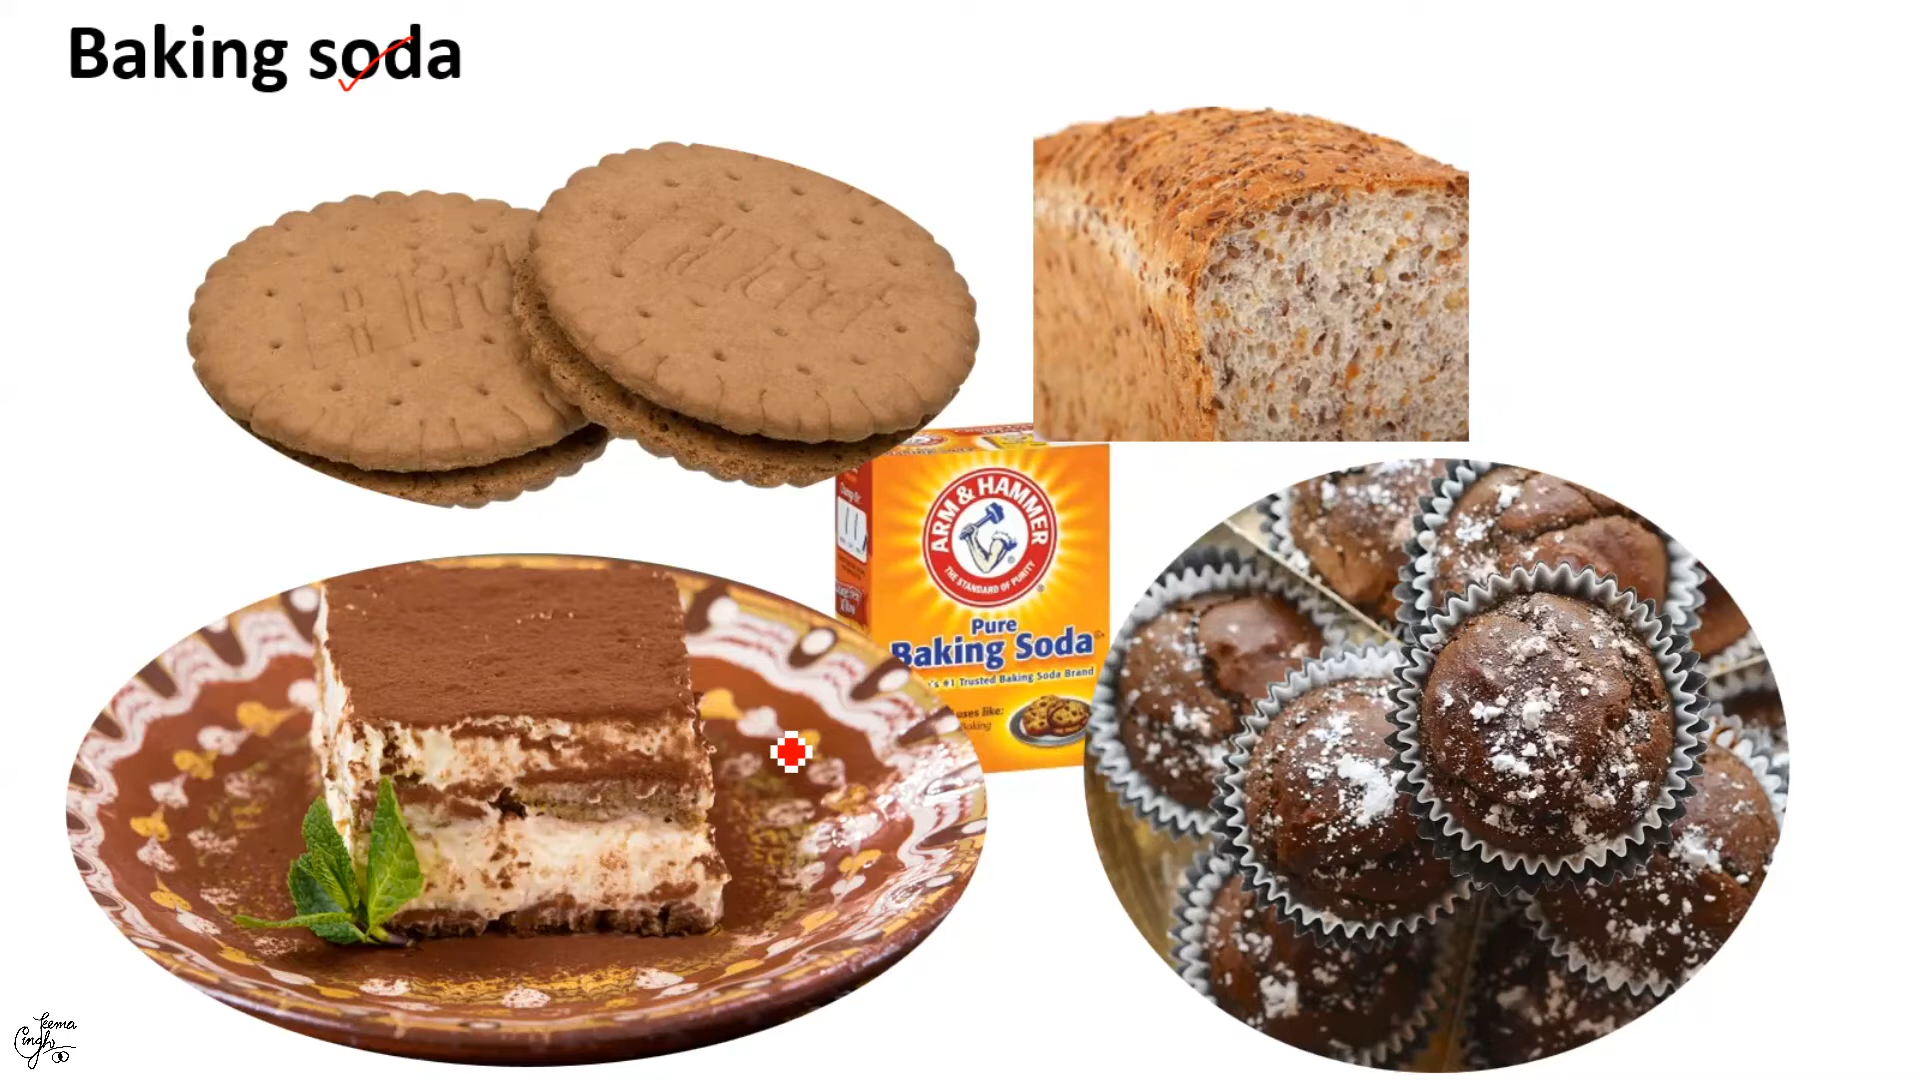 Baking soda
ARM & HAMMER
THE STANDARD OF PURITY
Pure
Baking Soda
's #1 Trusted Baking Soda Brand
uses like:
Baking